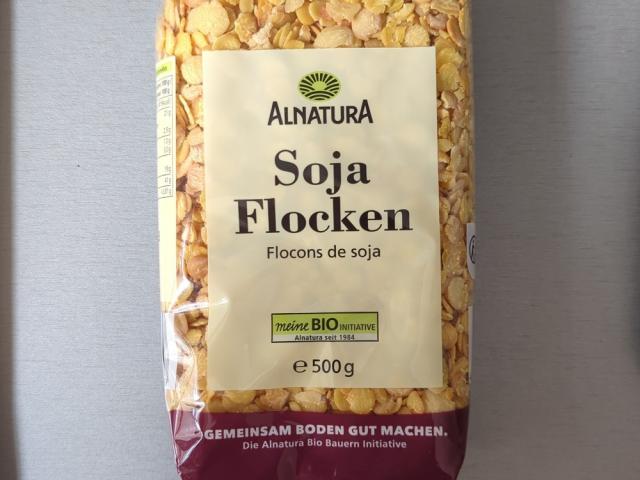 ALNATURA
Soja
Flocken
Flocons de soja
meine BIO INITIATIVE
Alnatura seit 1984
℮ 500 g
GEMEINSAM BODEN GUT MACHEN.
Die Alnatura Bio Bauern Initiative